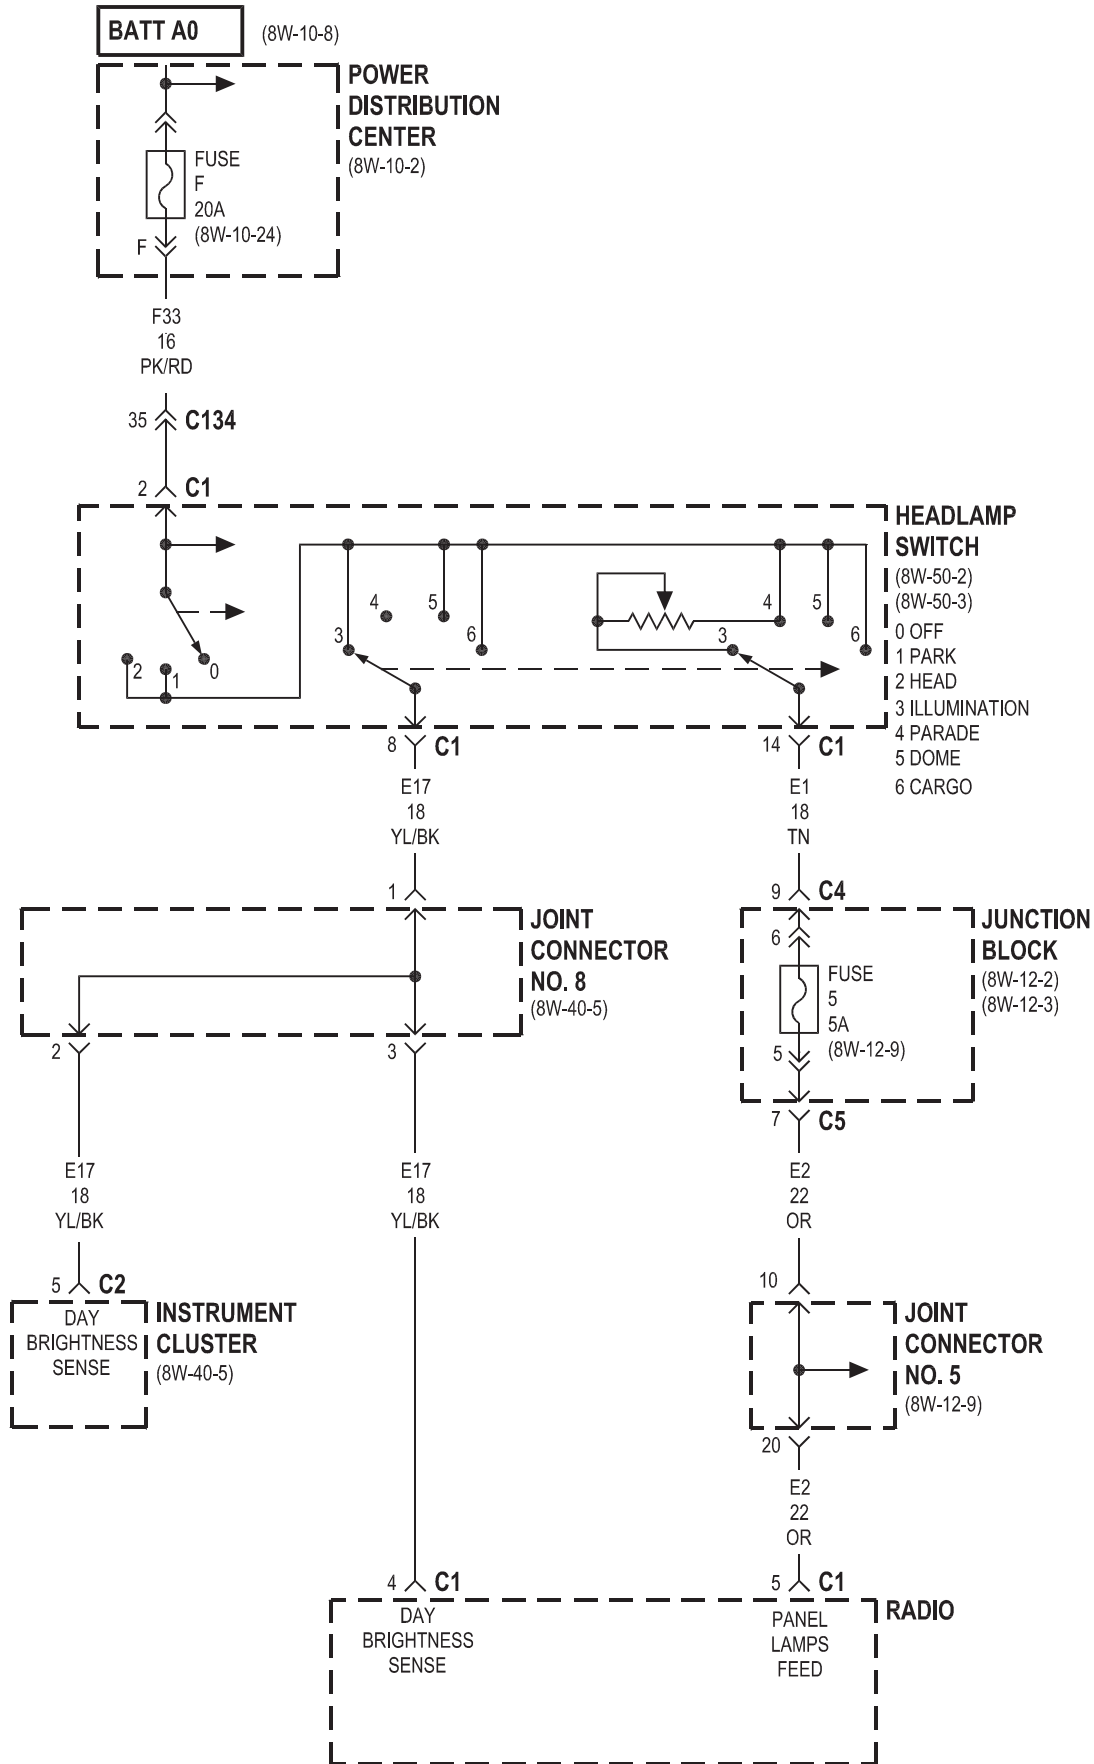 BATT A0
(8W-10-8)
POWER
DISTRIBUTION
CENTER
(8W-10-2)
FUSE
F
20A
(8W-10-24)
F
F33
16
PK/RD
35
C134
2
C1
HEADLAMP
SWITCH
(8W-50-2)
(8W-50-3)
0 OFF
1 PARK
2 HEAD
3 ILLUMINATION
4 PARADE
5 DOME
6 CARGO
2
1
0
3
4
5
6
3
4
5
6
8
C1
14
C1
E17
18
YL/BK
E1
18
TN
1
JOINT
CONNECTOR
NO. 8
(8W-40-5)
2
3
9
C4
JUNCTION
BLOCK
(8W-12-2)
(8W-12-3)
6
FUSE
5
5A
(8W-12-9)
5
7
C5
E17
18
YL/BK
E17
18
YL/BK
E2
22
OR
5
C2
INSTRUMENT
CLUSTER
(8W-40-5)
DAY
BRIGHTNESS
SENSE
10
JOINT
CONNECTOR
NO. 5
(8W-12-9)
20
E2
22
OR
4
C1
5
C1
RADIO
DAY
BRIGHTNESS
SENSE
PANEL
LAMPS
FEED